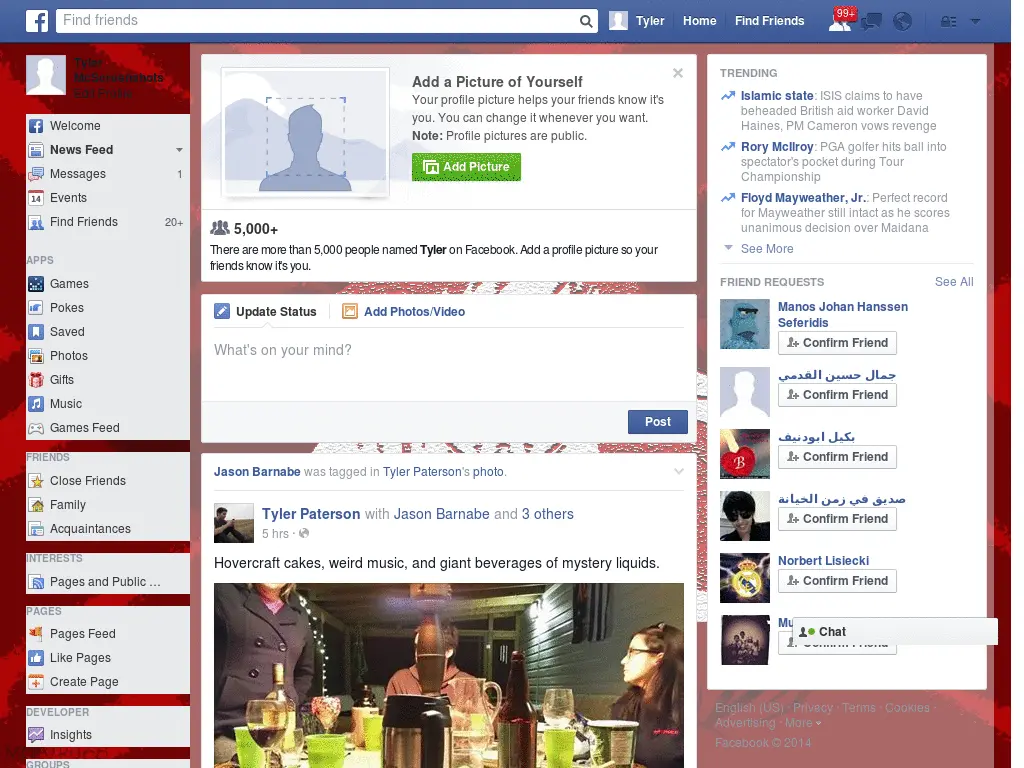 Find friends
Tyler
Home
Find Friends
99+
Tyler
McSonnotshots
Edit Profile
Welcome
News Feed
Messages 1
Events
Find Friends 20+
APPS
Games
Pokes
Saved
Photos
Gifts
Music
Games Feed
FRIENDS
Close Friends
Family
Acquaintances
INTERESTS
Pages and Public ...
PAGES
Pages Feed
Like Pages
Create Page
DEVELOPER
Insights
GROUPS
Add a Picture of Yourself
Your profile picture helps your friends know it's
you. You can change it whenever you want.
Note: Profile pictures are public.
Add Picture
5,000+
There are more than 5,000 people named Tyler on Facebook. Add a profile picture so your
friends know it's you.
Update Status
Add Photos/Video
What's on your mind?
Post
Jason Barnabe was tagged in Tyler Paterson's photo.
Tyler Paterson with Jason Barnabe and 3 others
5 hrs ·
Hovercraft cakes, weird music, and giant beverages of mystery liquids.
TRENDING
Islamic state: ISIS claims to have
beheaded British aid worker David
Haines, PM Cameron vows revenge
Rory McIlroy: PGA golfer hits ball into
spectator's pocket during Tour
Championship
Floyd Mayweather, Jr.: Perfect record
for Mayweather still intact as he scores
unanimous decision over Maidana
See More
FRIEND REQUESTS See All
Manos Johan Hanssen
Seferidis
Confirm Friend
جمال حسين القدمي
Confirm Friend
بكيل ابودنيف
Confirm Friend
صديق في زمن الخيانة
Confirm Friend
Norbert Lisiecki
Confirm Friend
Chat
Confirm Friend
English (US) · Privacy · Terms · Cookies ·
Advertising · More
Facebook © 2014